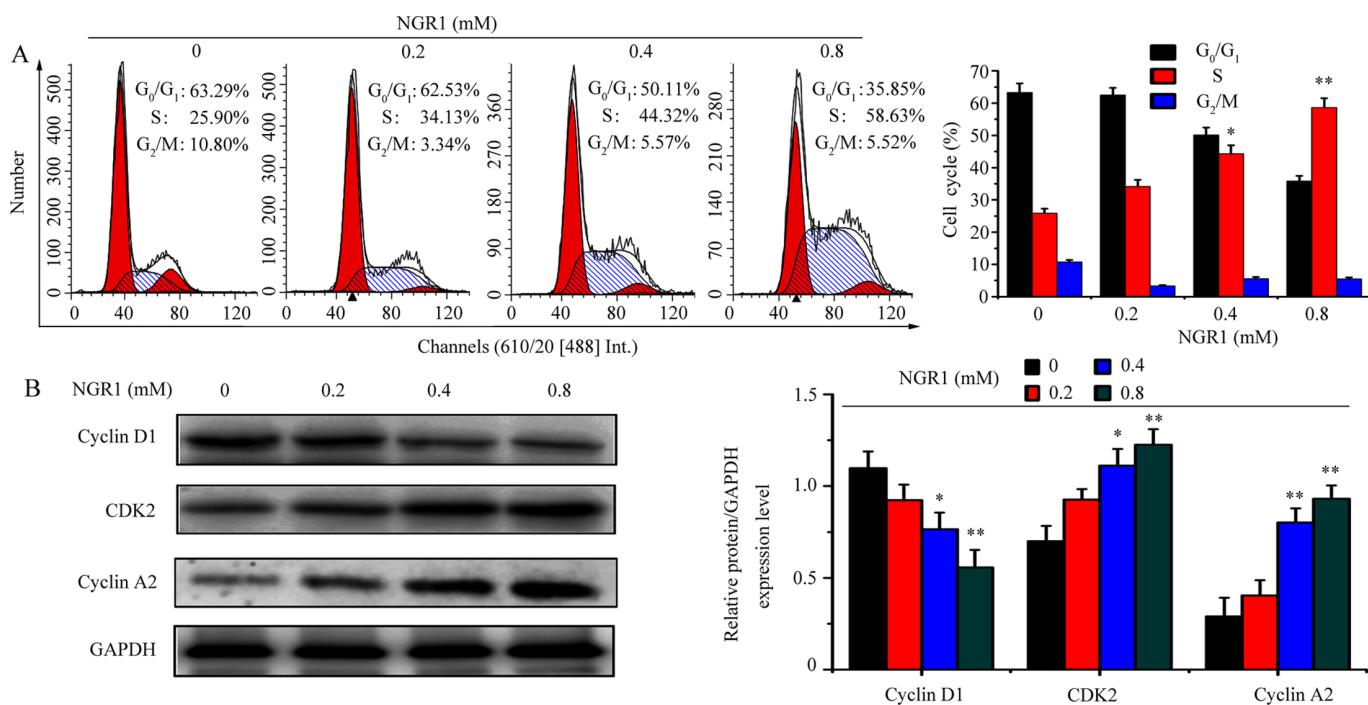 NGR1 (mM)
A
0 0.2 0.4 0.8
Number
0 100 200 300 400 500
0 40 80 120
G0/G1: 63.29%
S: 25.90%
G2/M: 10.80%
0 100 200 300 400 500
40 80 120
G0/G1: 62.53%
S: 34.13%
G2/M: 3.34%
0 90 180 270 360
0 40 80 120
G0/G1: 50.11%
S: 44.32%
G2/M: 5.57%
0 70 140 210 280
0 40 80 120
G0/G1: 35.85%
S: 58.63%
G2/M: 5.52%
Channels (610/20 [488] Int.)
G0/G1
S
G2/M
Cell cycle (%)
70
60
50
40
30
20
10
0
* **
0 0.2 0.4 0.8
NGR1 (mM)
B
NGR1 (mM) 0 0.2 0.4 0.8
Cyclin D1
CDK2
Cyclin A2
GAPDH
NGR1 (mM)
0 0.4
0.2 0.8
Relative protein/GAPDH
expression level
1.5
1.0
0.5
0
* ** * ** ** **
Cyclin D1 CDK2 Cyclin A2